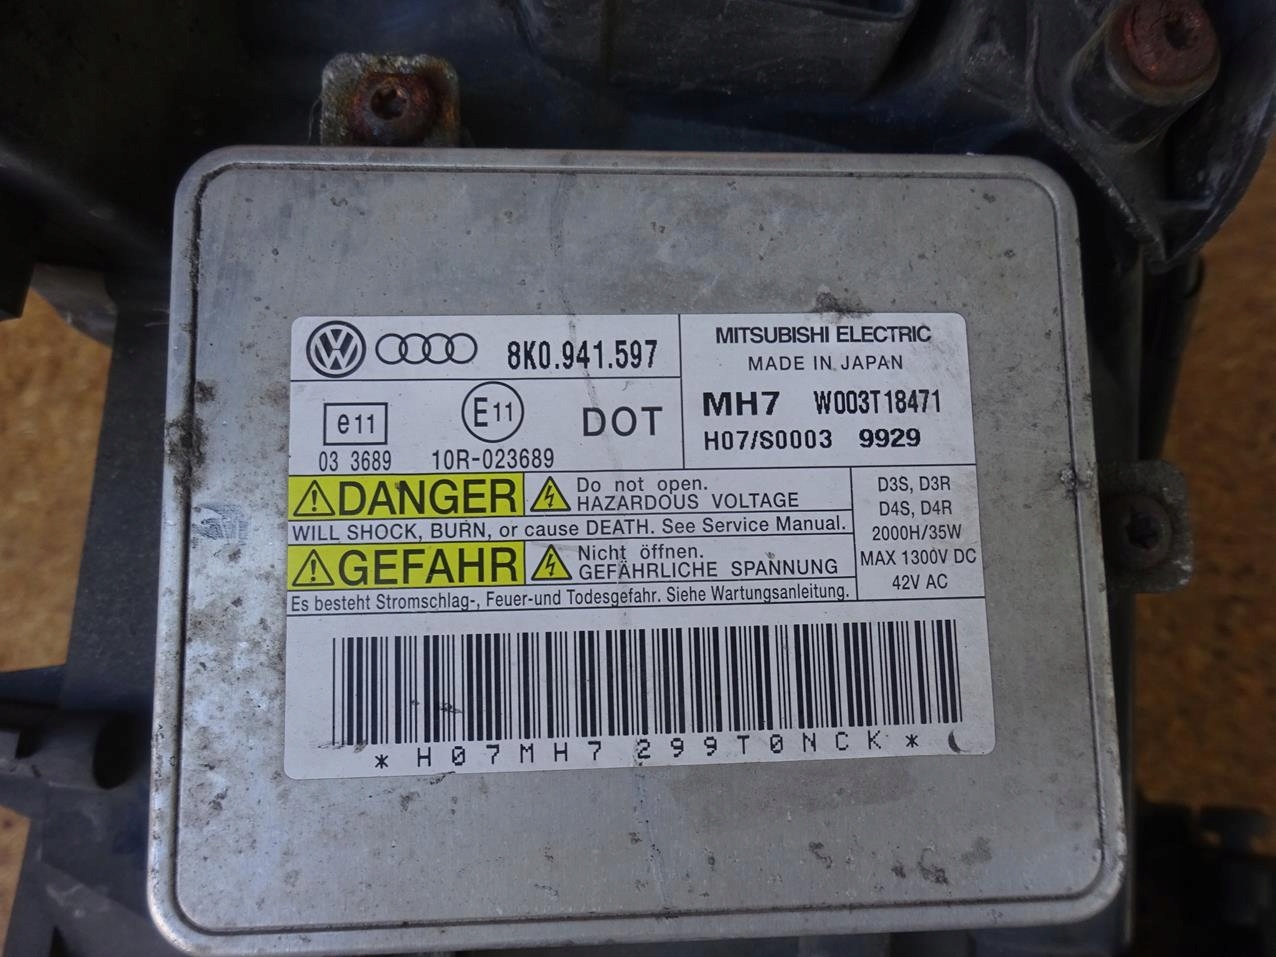 VW 8K0.941.597
MITSUBISHI ELECTRIC
MADE IN JAPAN
MH7 W003T18471
H07/S0003 9929
e11 E11 DOT
03 3689 10R-023689
DANGER
Do not open.
HAZARDOUS VOLTAGE
WILL SHOCK, BURN, or cause DEATH. See Service Manual.
GEFAHR
Nicht öffnen.
GEFÄHRLICHE SPANNUNG
Es besteht Stromschlag-, Feuer-und Todesgefahr. Siehe Wartungsanleitung.
D3S, D3R
D4S, D4R
2000H/35W
MAX 1300V DC
42V AC
*H07MH7 299T0NCK*